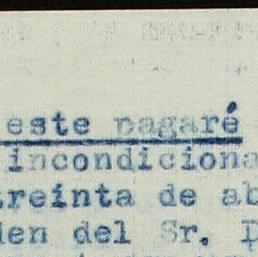 este pagaré
incondiciona
treinta de ab
den del Sr. D